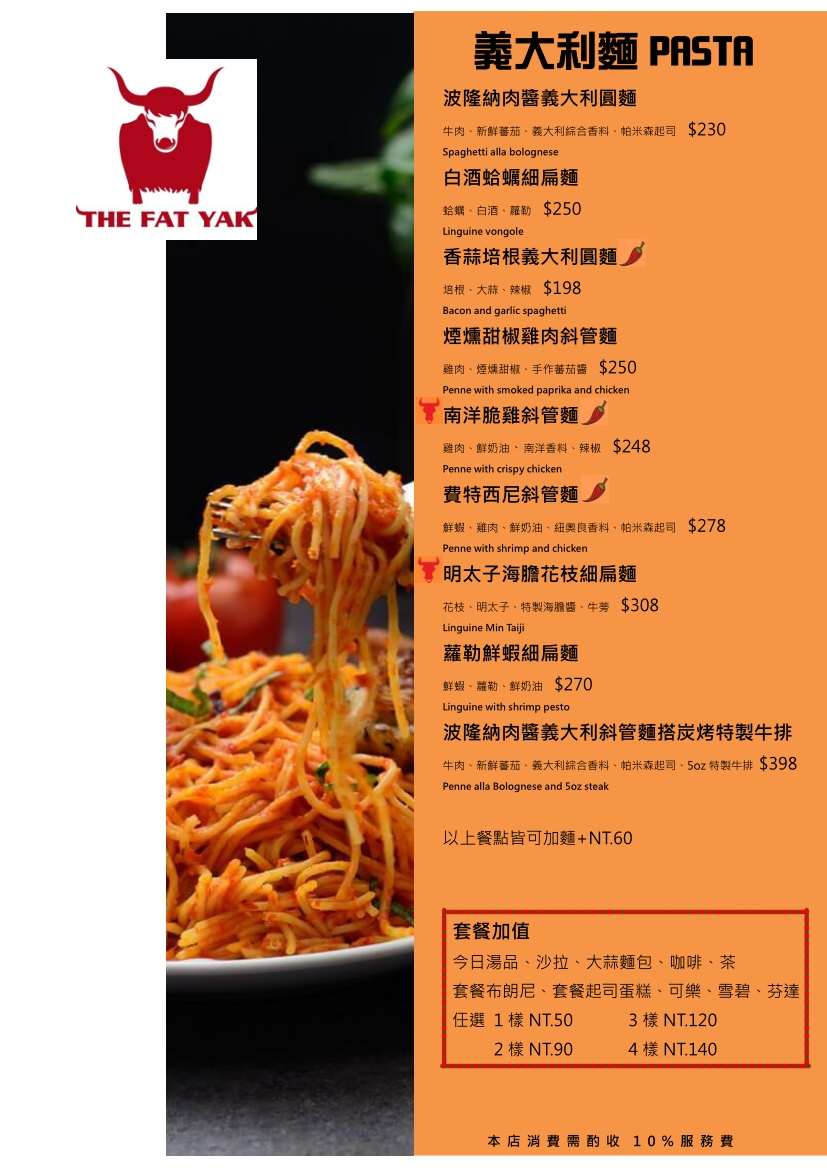 THE FAT YAK
義大利麵 PASTA
波隆納肉醬義大利圓麵
牛肉、新鮮蕃茄、義大利綜合香料、帕米森起司 $230
Spaghetti alla bolognese
白酒蛤蠣細扁麵
蛤蠣、白酒、蘿勒 $250
Linguine vongole
香蒜培根義大利圓麵
培根、大蒜、辣椒 $198
Bacon and garlic spaghetti
煙燻甜椒雞肉斜管麵
雞肉、煙燻甜椒、手作蕃茄醬 $250
Penne with smoked paprika and chicken
南洋脆雞斜管麵
雞肉、鮮奶油、南洋香料、辣椒 $248
Penne with crispy chicken
費特西尼斜管麵
鮮蝦、雞肉、鮮奶油、紐奧良香料、帕米森起司 $278
Penne with shrimp and chicken
明太子海膽花枝細扁麵
花枝、明太子、特製海膽醬、牛蒡 $308
Linguine Min Taiji
蘿勒鮮蝦細扁麵
鮮蝦、蘿勒、鮮奶油 $270
Linguine with shrimp pesto
波隆納肉醬義大利斜管麵搭炭烤特製牛排
牛肉、新鮮蕃茄、義大利綜合香料、帕米森起司、5oz 特製牛排 $398
Penne alla Bolognese and 5oz steak
以上餐點皆可加麵+NT.60
套餐加值
今日湯品、沙拉、大蒜麵包、咖啡、茶
套餐布朗尼、套餐起司蛋糕、可樂、雪碧、芬達
任選 1 樣 NT.50 3 樣 NT.120
2 樣 NT.90 4 樣 NT.140
本店消費需酌收 10%服務費